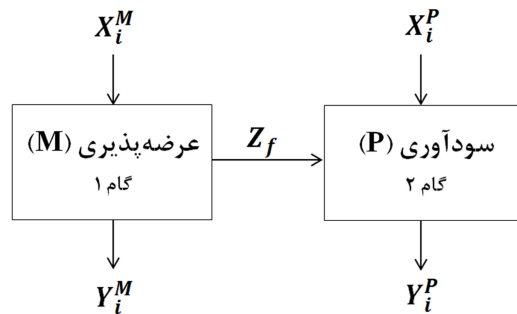 X_i^M
X_i^P
عرضه‌پذیری (M)
گام ۱
Z_f
سودآوری (P)
گام ۲
Y_i^M
Y_i^P